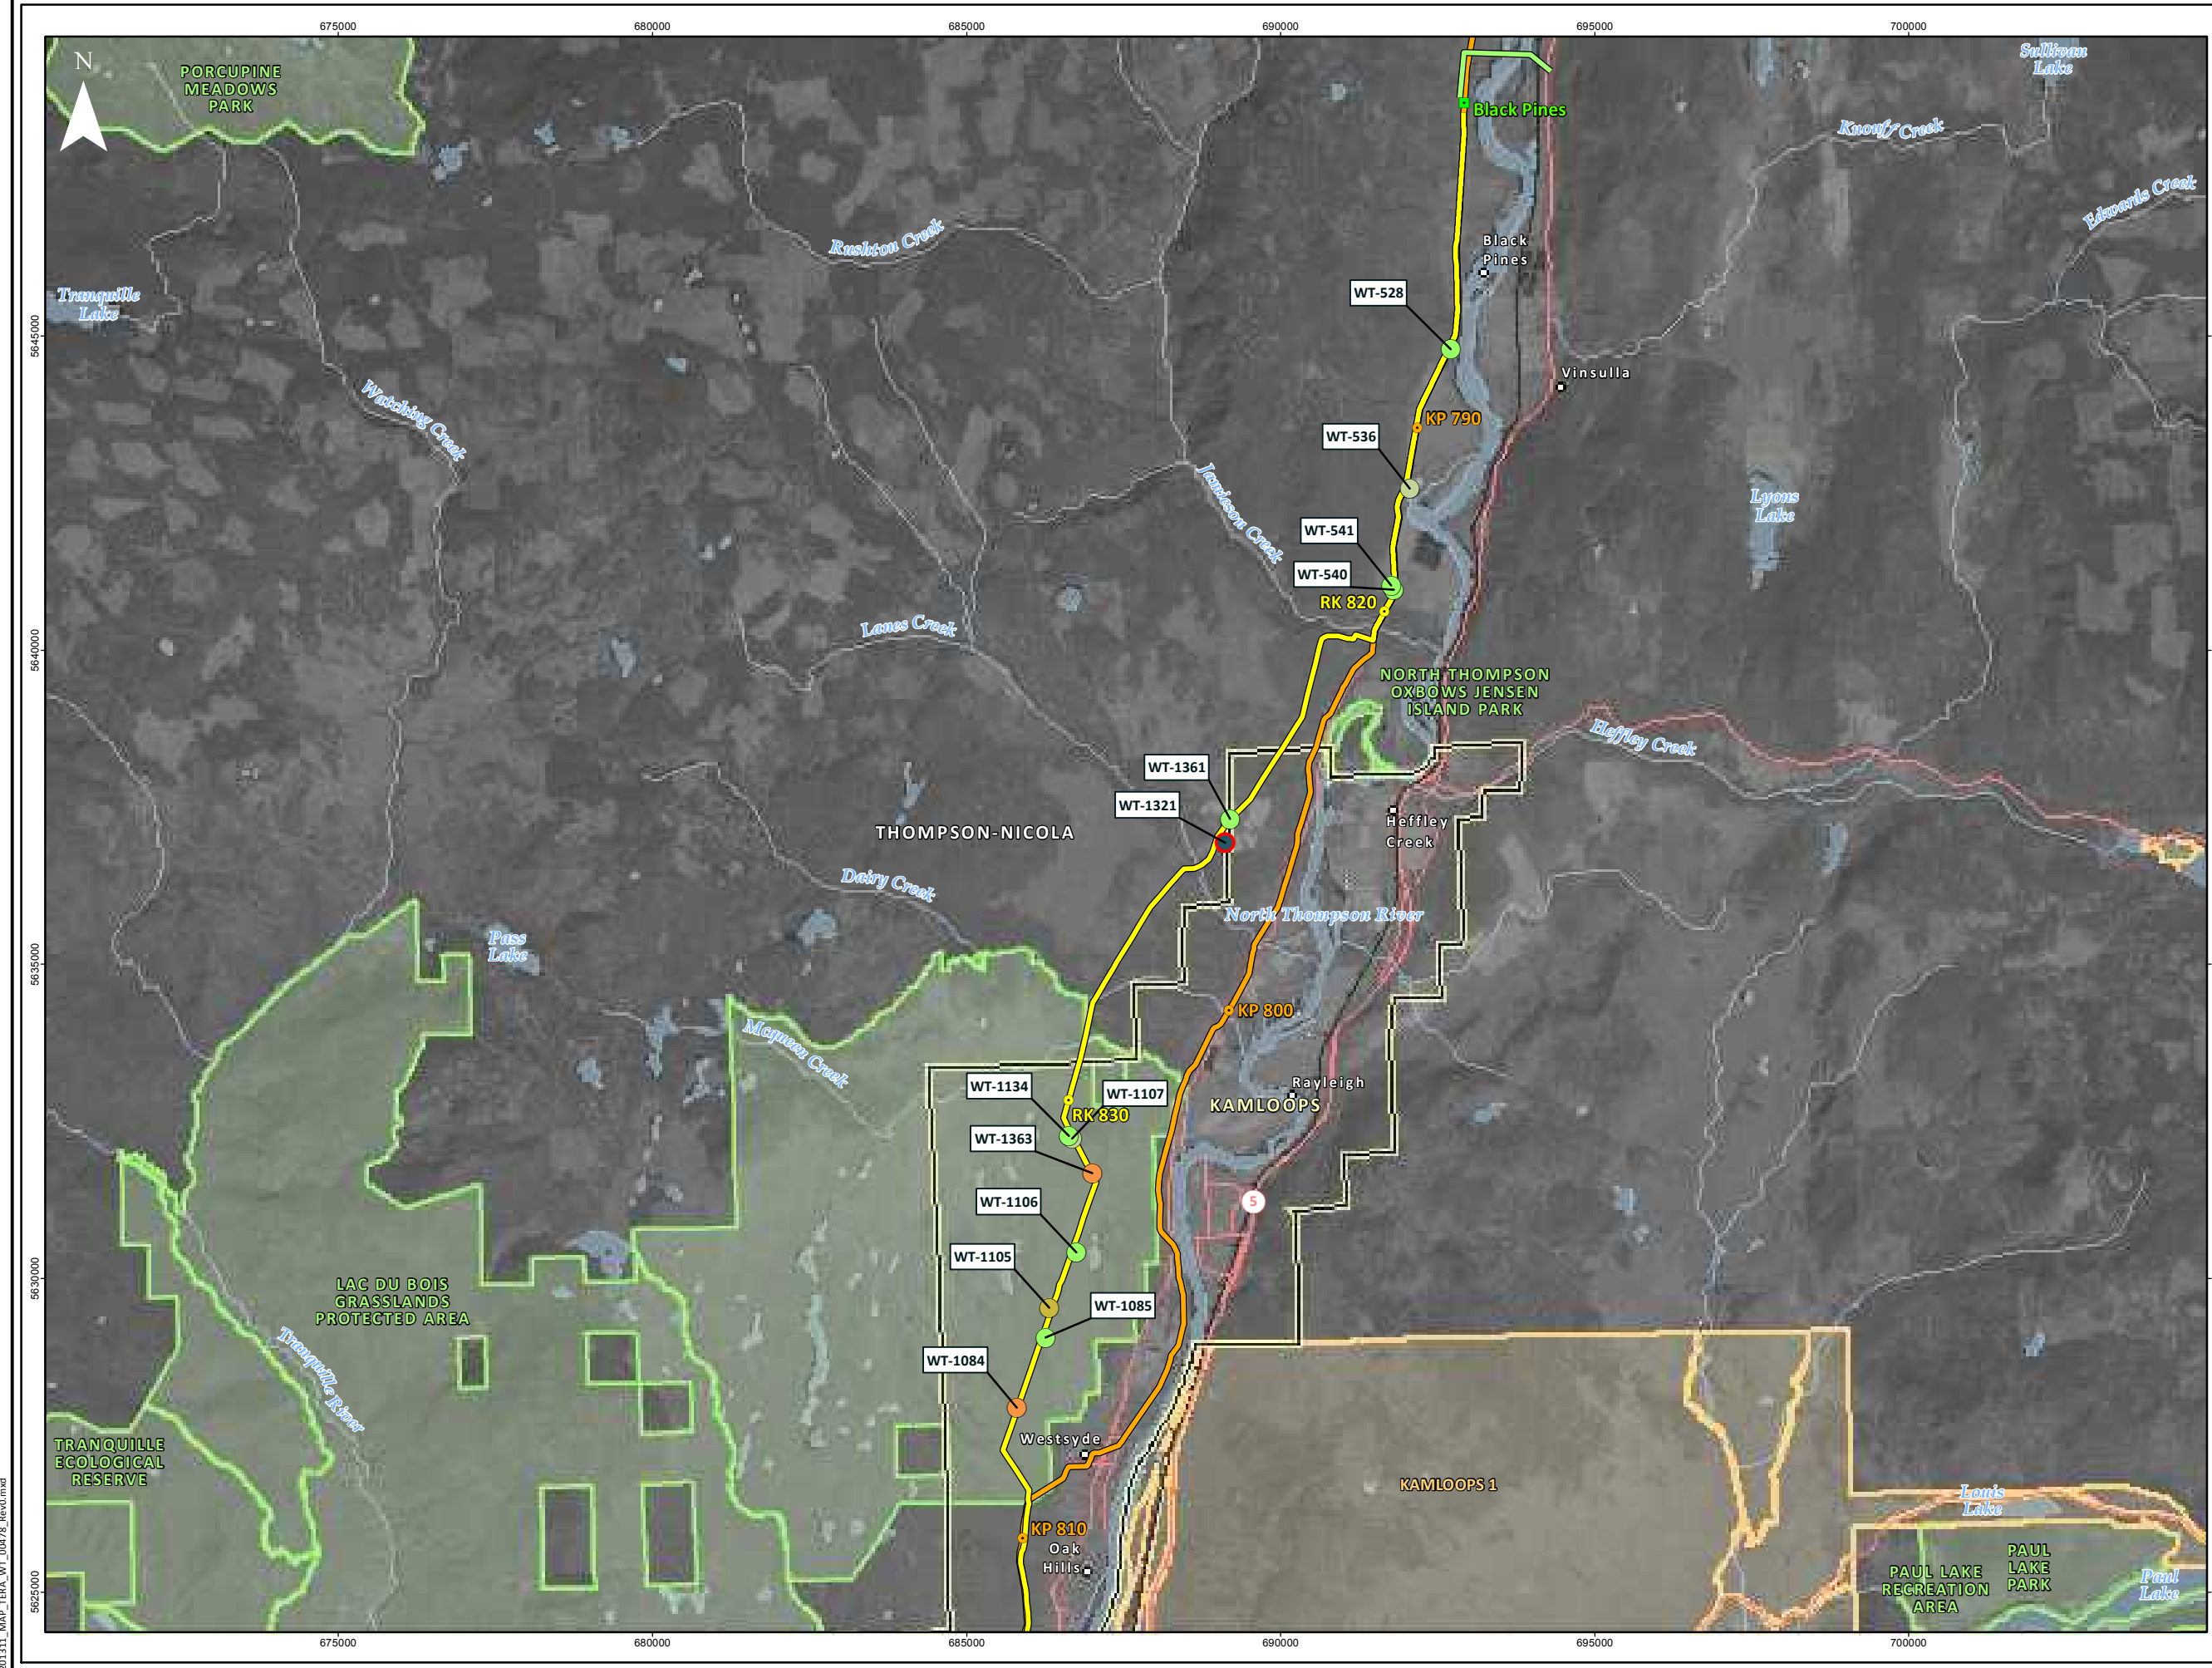 675000
680000
685000
690000
695000
700000
N
PORCUPINE
MEADOWS
PARK
Sullivan
Lake
Black Pines
Knouff Creek
Edwards Creek
Rushton Creek
Black
Pines
Tranquille
Lake
WT-528
5645000
Vinsulla
Watching Creek
KP 790
WT-536
Jamieson Creek
Lyons
Lake
WT-541
WT-540
RK 820
Lanes Creek
5640000
NORTH THOMPSON
OXBOWS JENSEN
ISLAND PARK
Heffley Creek
WT-1361
WT-1321
THOMPSON-NICOLA
Heffley
Creek
Dairy Creek
North Thompson River
Pass
Lake
5635000
KP 800
Mcqueen Creek
Rayleigh
WT-1134
WT-1107
KAMLOOPS
RK 830
WT-1363
WT-1106
5
WT-1105
5630000
LAC DU BOIS
GRASSLANDS
PROTECTED AREA
WT-1085
Tranquille River
WT-1084
Westsyde
TRANQUILLE
ECOLOGICAL
RESERVE
KAMLOOPS 1
Louis
Lake
KP 810
Oak
Hills
PAUL LAKE
RECREATION
AREA
PAUL
LAKE
PARK
Paul
Lake
5625000
201311_MAP_TERA_WT_00478_Rev0.mxd
675000
680000
685000
690000
695000
700000